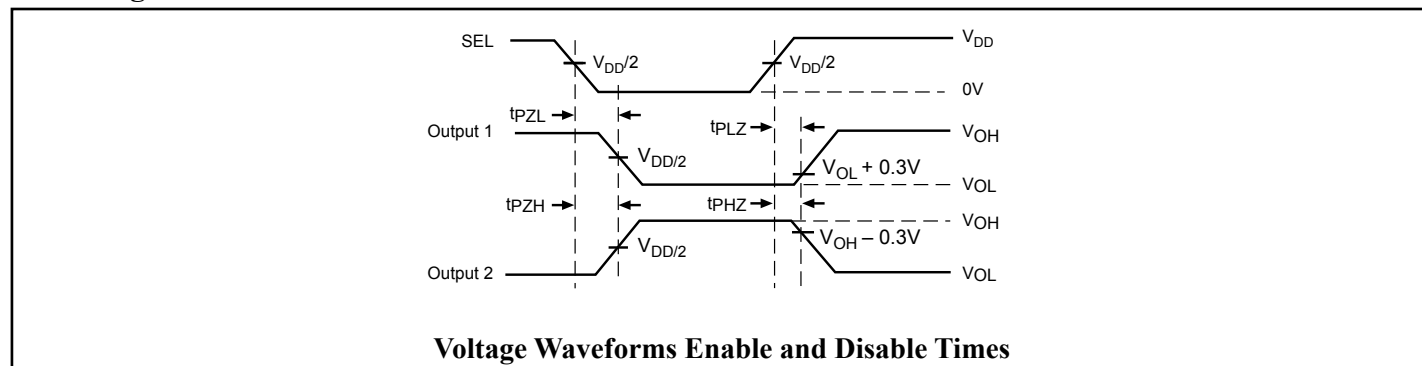 SEL
VDD/2
VDD/2
VDD
0V
tPZL
tPLZ
Output 1
VDD/2
VOH
VOL + 0.3V
VOL
tPZH
tPHZ
VOH
VDD/2
VOH – 0.3V
Output 2
VOL
Voltage Waveforms Enable and Disable Times